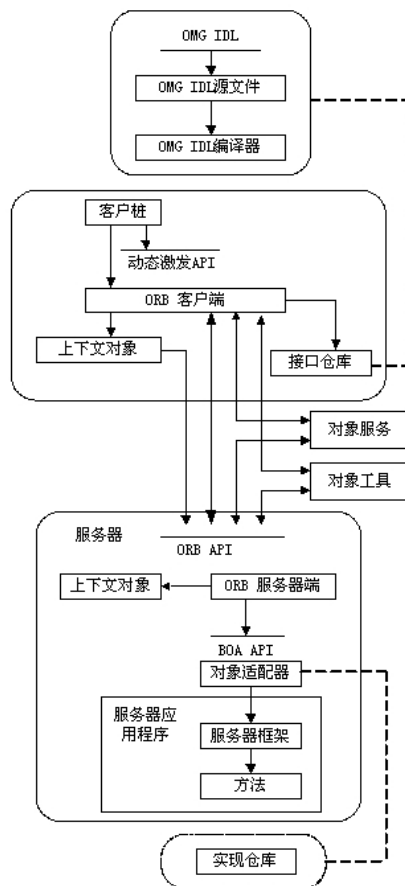 OMG IDL
OMG IDL源文件
OMG IDL编译器
客户桩
动态激发API
ORB 客户端
上下文对象
接口仓库
对象服务
对象工具
服务器
ORB API
上下文对象
ORB 服务器端
BOA API
对象适配器
服务器应
用程序
服务器框架
方法
实现仓库